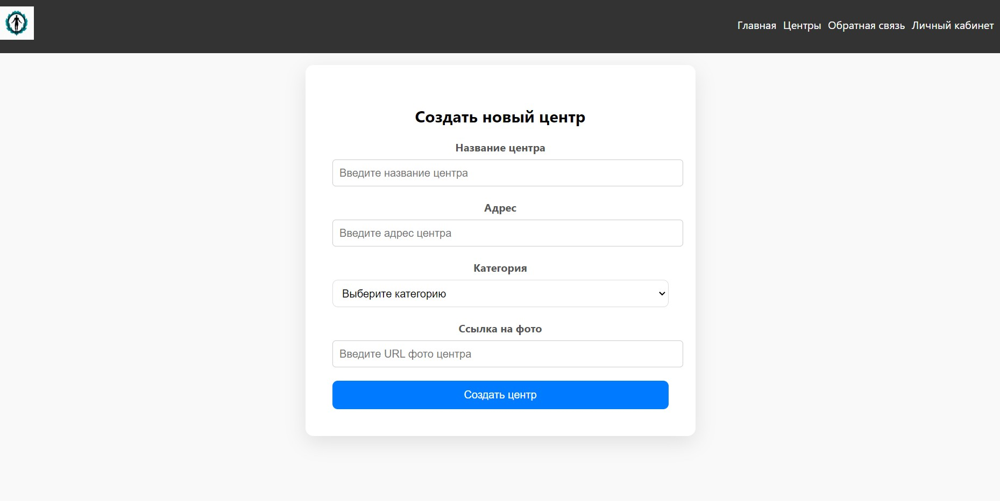 Главная Центры Обратная связь Личный кабинет
Создать новый центр
Название центра
Введите название центра
Адрес
Введите адрес центра
Категория
Выберите категорию
Ссылка на фото
Введите URL фото центра
Создать центр